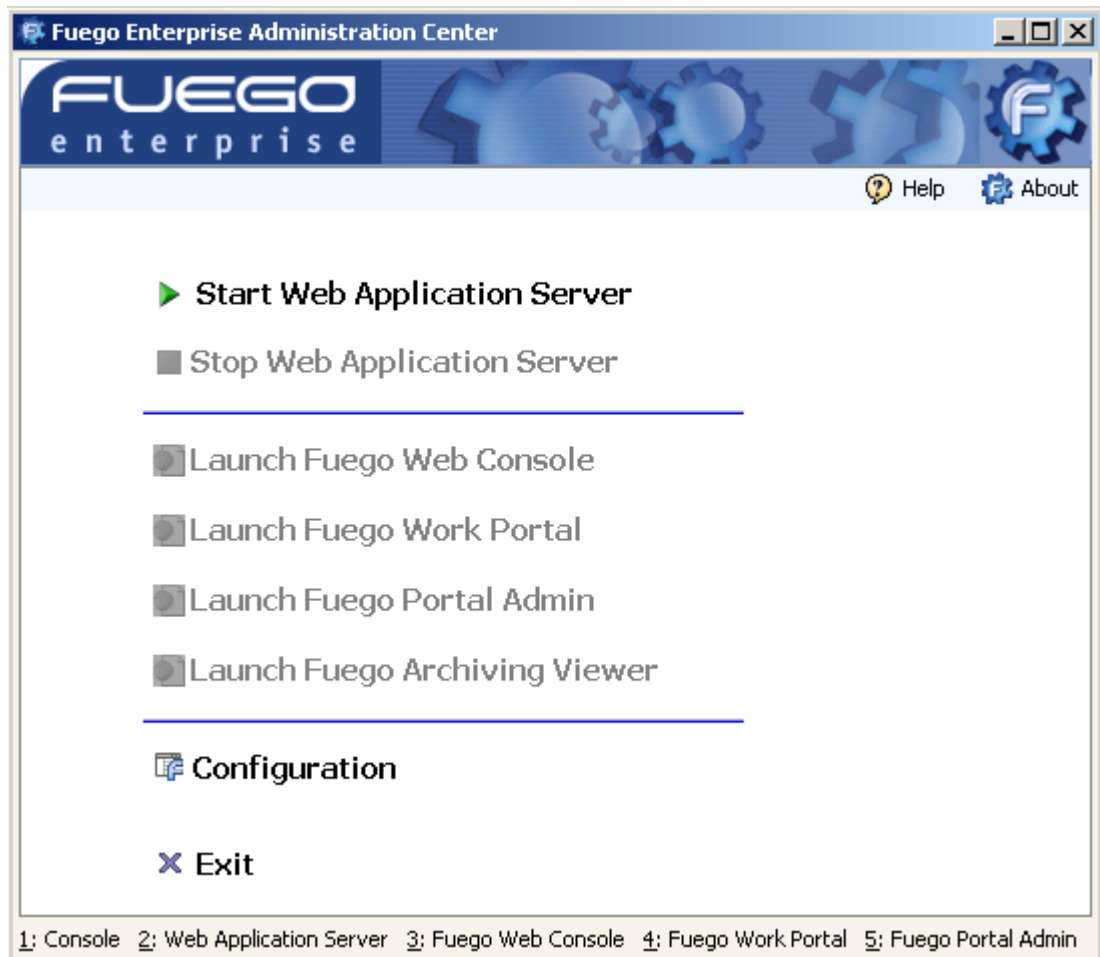 Fuego Enterprise Administration Center
FUEGO
enterprise
F
Help About
Start Web Application Server
Stop Web Application Server
Launch Fuego Web Console
Launch Fuego Work Portal
Launch Fuego Portal Admin
Launch Fuego Archiving Viewer
Configuration
Exit
1: Console 2: Web Application Server 3: Fuego Web Console 4: Fuego Work Portal 5: Fuego Portal Admin